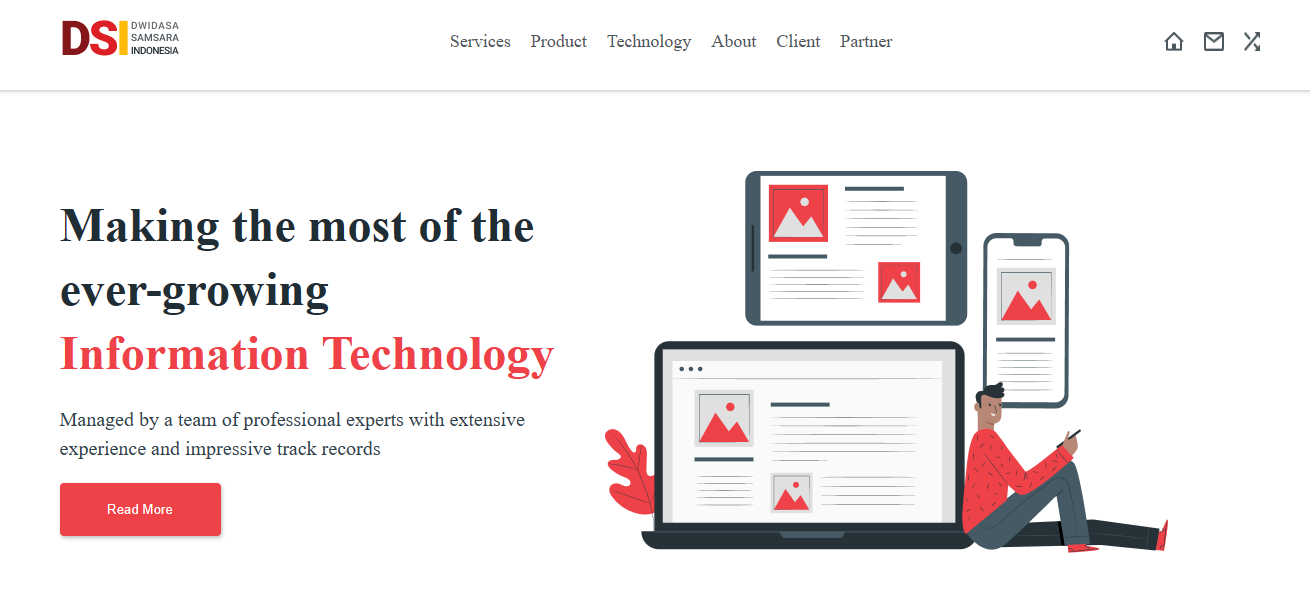 DSI
DWIDASA
SAMSARA
INDONESIA
Services Product Technology About Client Partner
Making the most of the
ever-growing
Information Technology
Managed by a team of professional experts with extensive
experience and impressive track records
Read More